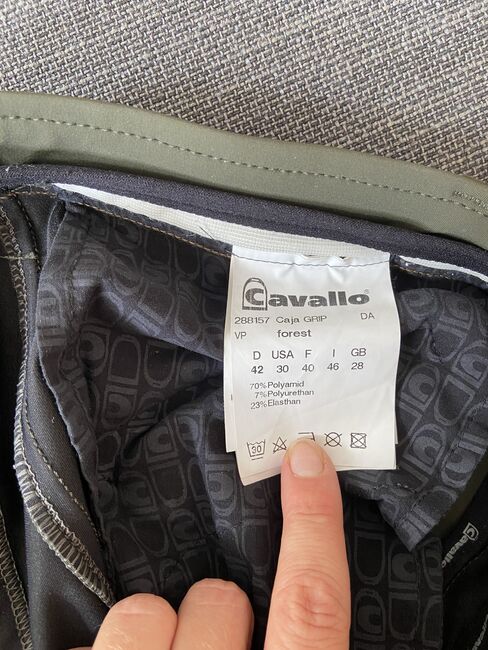 Cavallo®
288157 Caja GRIP DA
VP forest
D USA F I GB
42 30 40 46 28
70%Polyamid
7%Polyurethan
23%Elasthan
30
Cavallo